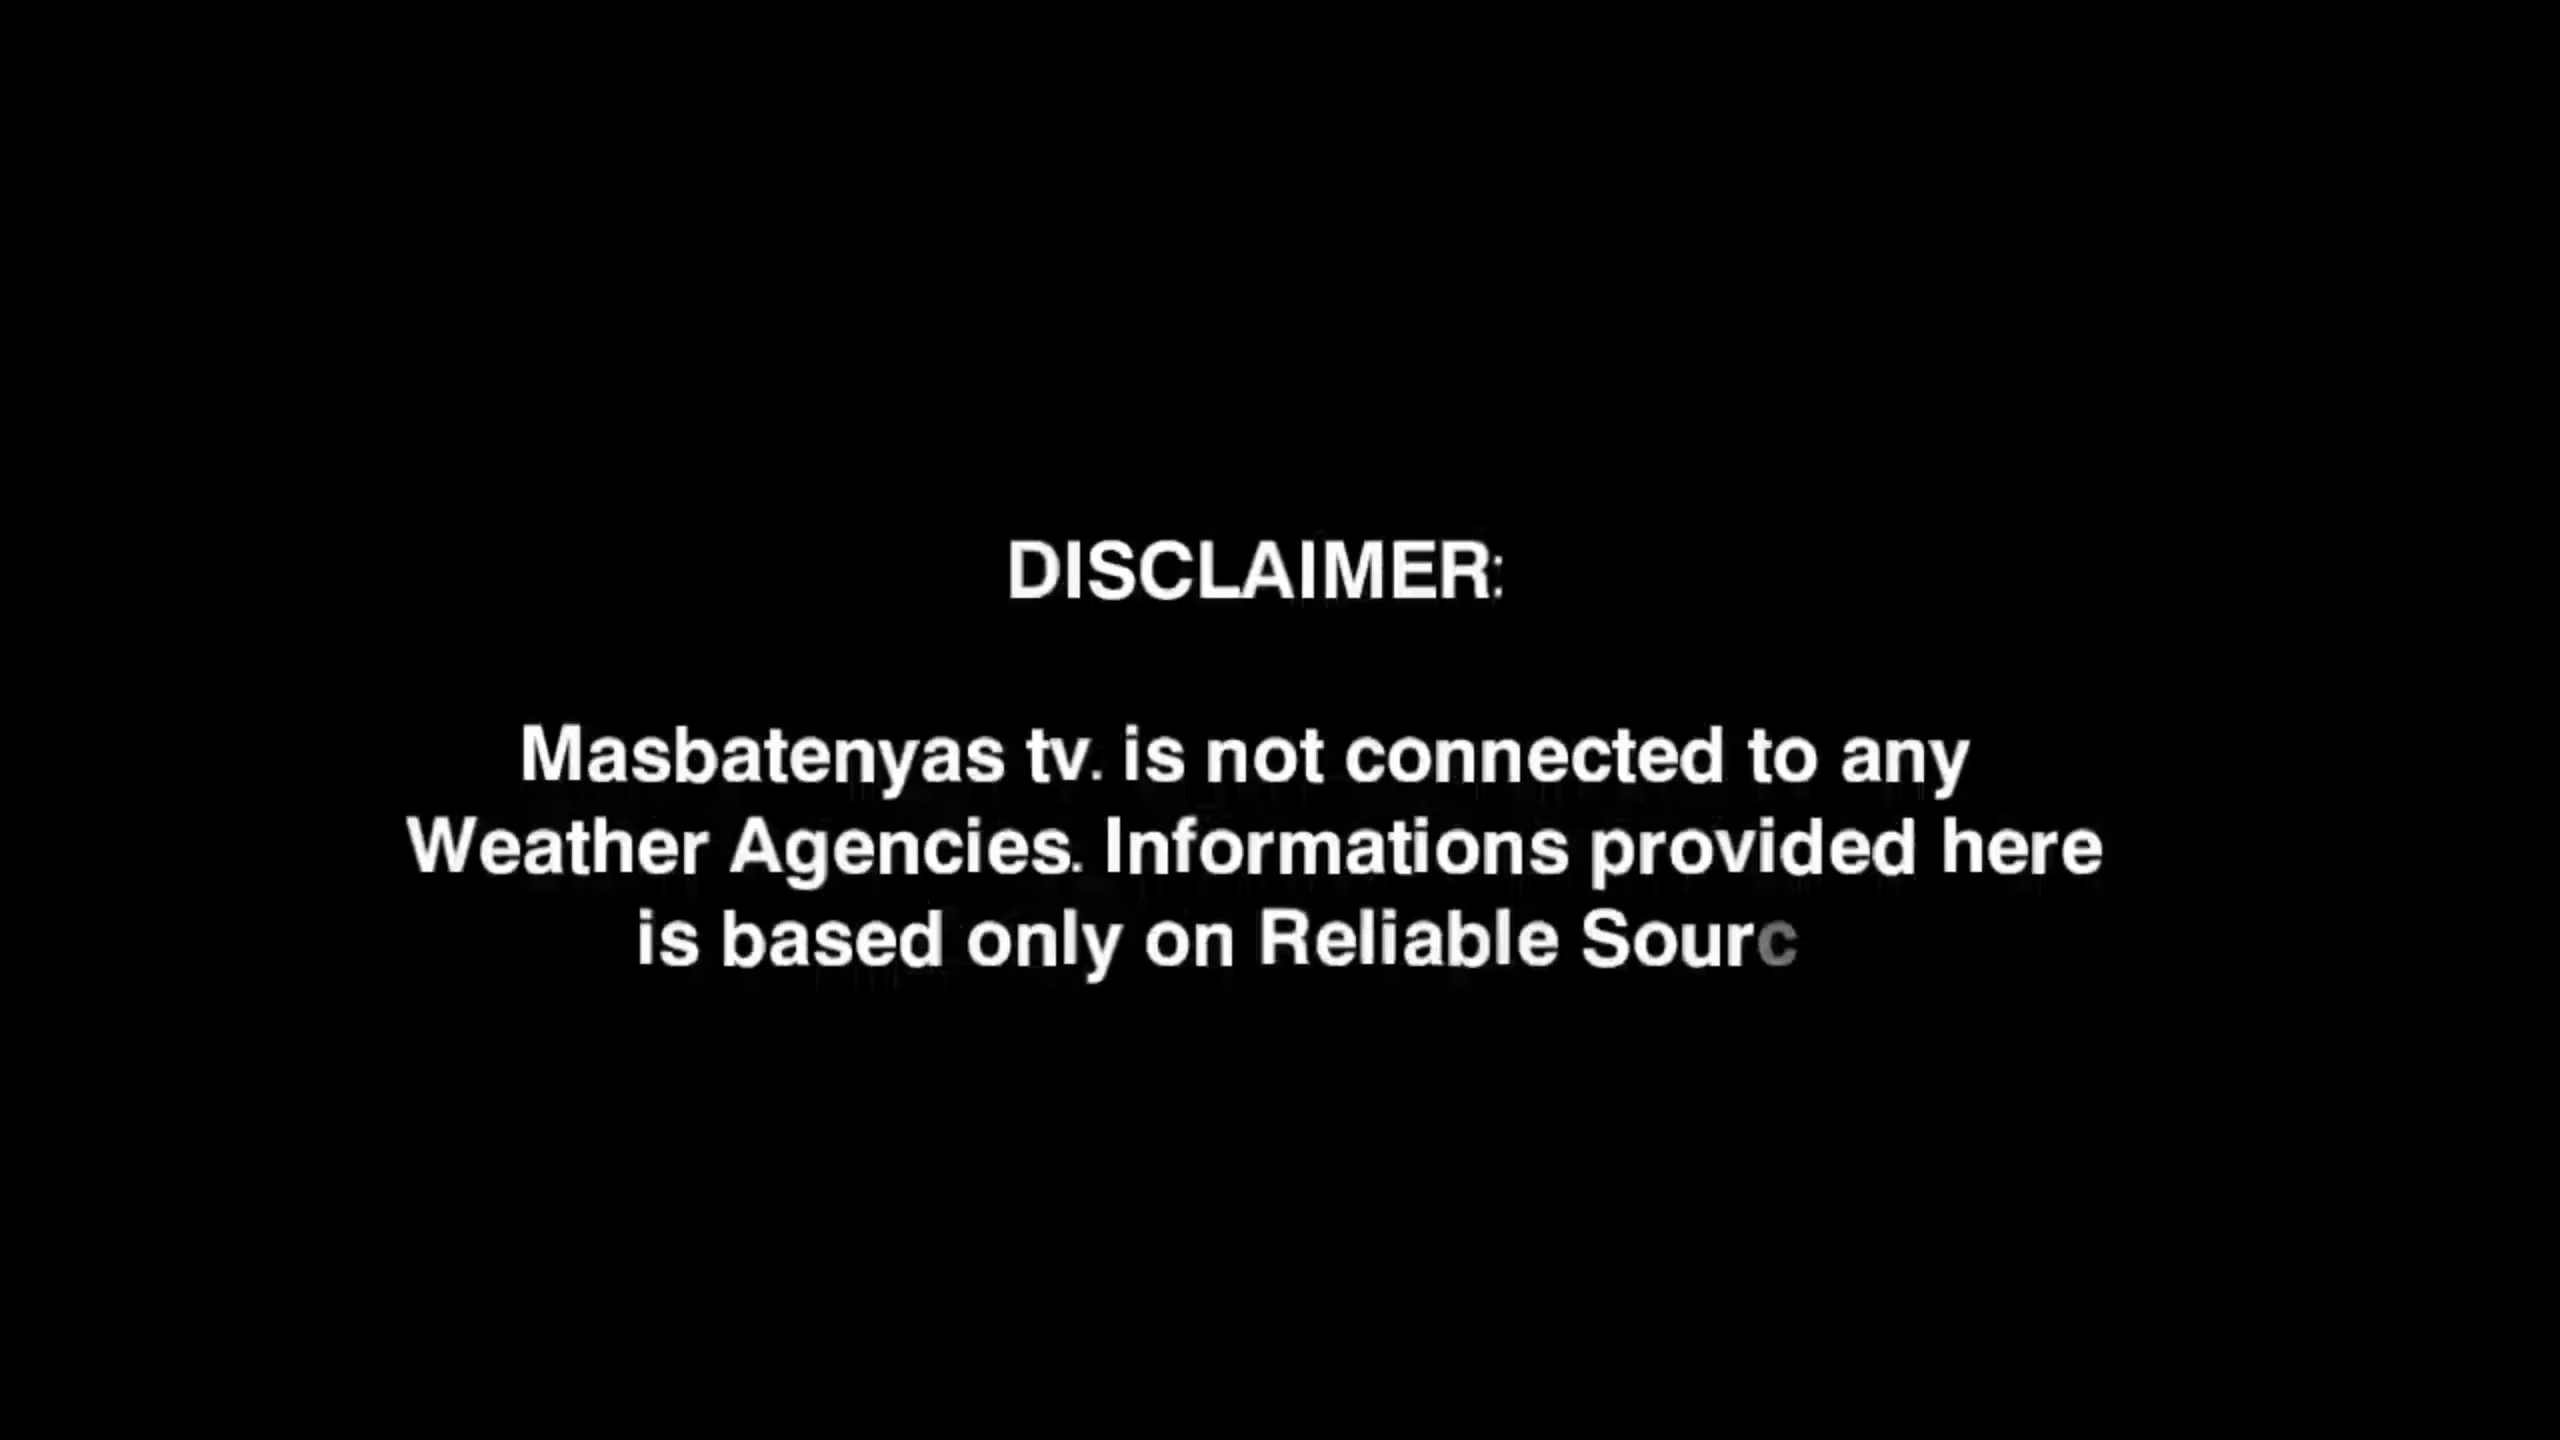 DISCLAIMER:
Masbatenyas tv. is not connected to any
Weather Agencies. Informations provided here
is based only on Reliable Sourc